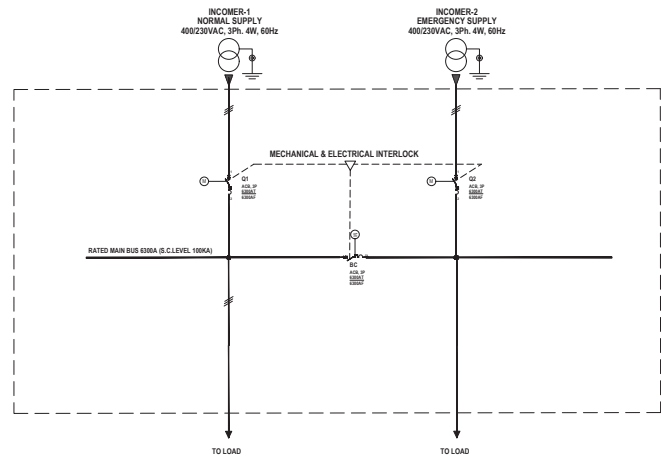 INCOMER-1
NORMAL SUPPLY
400/230VAC, 3Ph. 4W, 60Hz
INCOMER-2
EMERGENCY SUPPLY
400/230VAC, 3Ph. 4W, 60Hz
MECHANICAL & ELECTRICAL INTERLOCK
M
Q1
ACB, 3P
6300AT
6300AF
M
Q2
ACB, 3P
6300AT
6300AF
RATED MAIN BUS 6300A (S.C.LEVEL 100KA)
BC
ACB, 3P
6300AT
6300AF
TO LOAD
TO LOAD